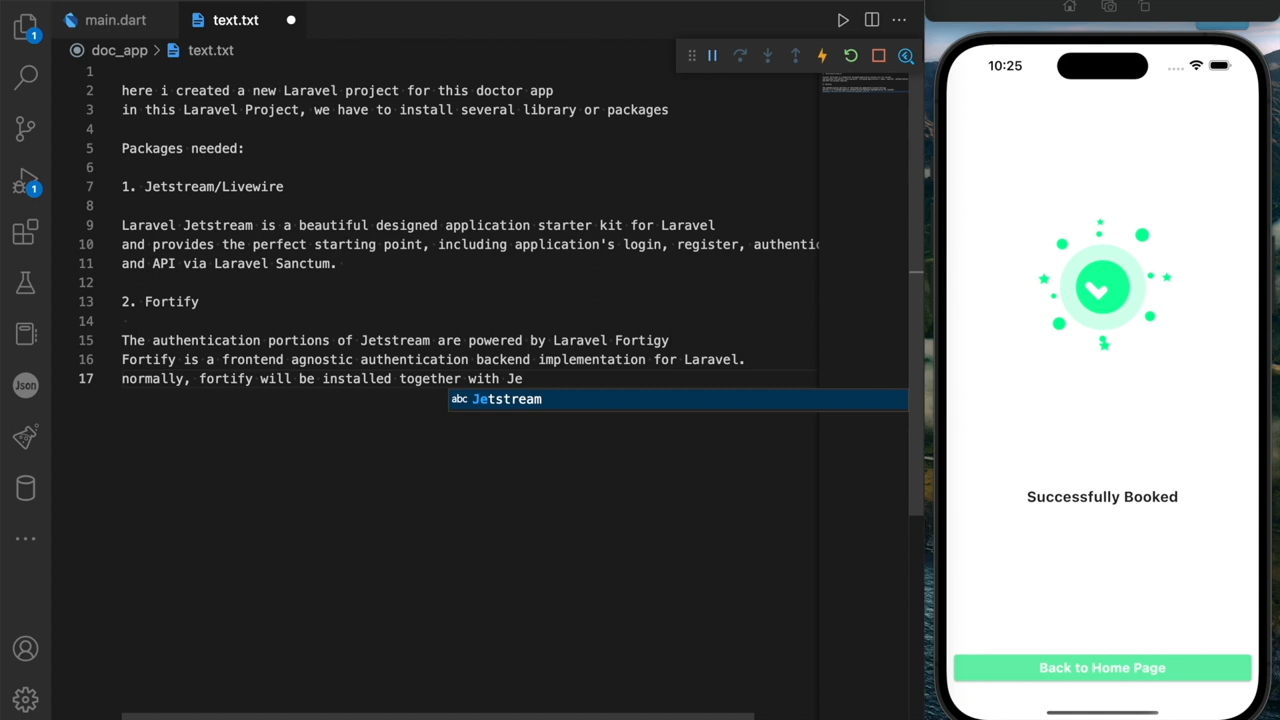 main.dart
text.txt
doc_app > text.txt
1
2 here i created a new Laravel project for this doctor app
3 in this Laravel Project, we have to install several library or packages
4
5 Packages needed:
6
7 1. Jetstream/Livewire
8
9 Laravel Jetstream is a beautiful designed application starter kit for Laravel
10 and provides the perfect starting point, including application's login, register, authentic
11 and API via Laravel Sanctum.
12
13 2. Fortify
14
15 The authentication portions of Jetstream are powered by Laravel Fortigy
16 Fortify is a frontend agnostic authentication backend implementation for Laravel.
17 normally, fortify will be installed together with Je
abc Jetstream
1
1
Json
10:25
Successfully Booked
Back to Home Page